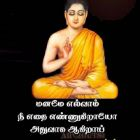 மனமே எல்லாம்
நீ எதை எண்ணுகிறாயோ
அதுவாக ஆகிறாய்